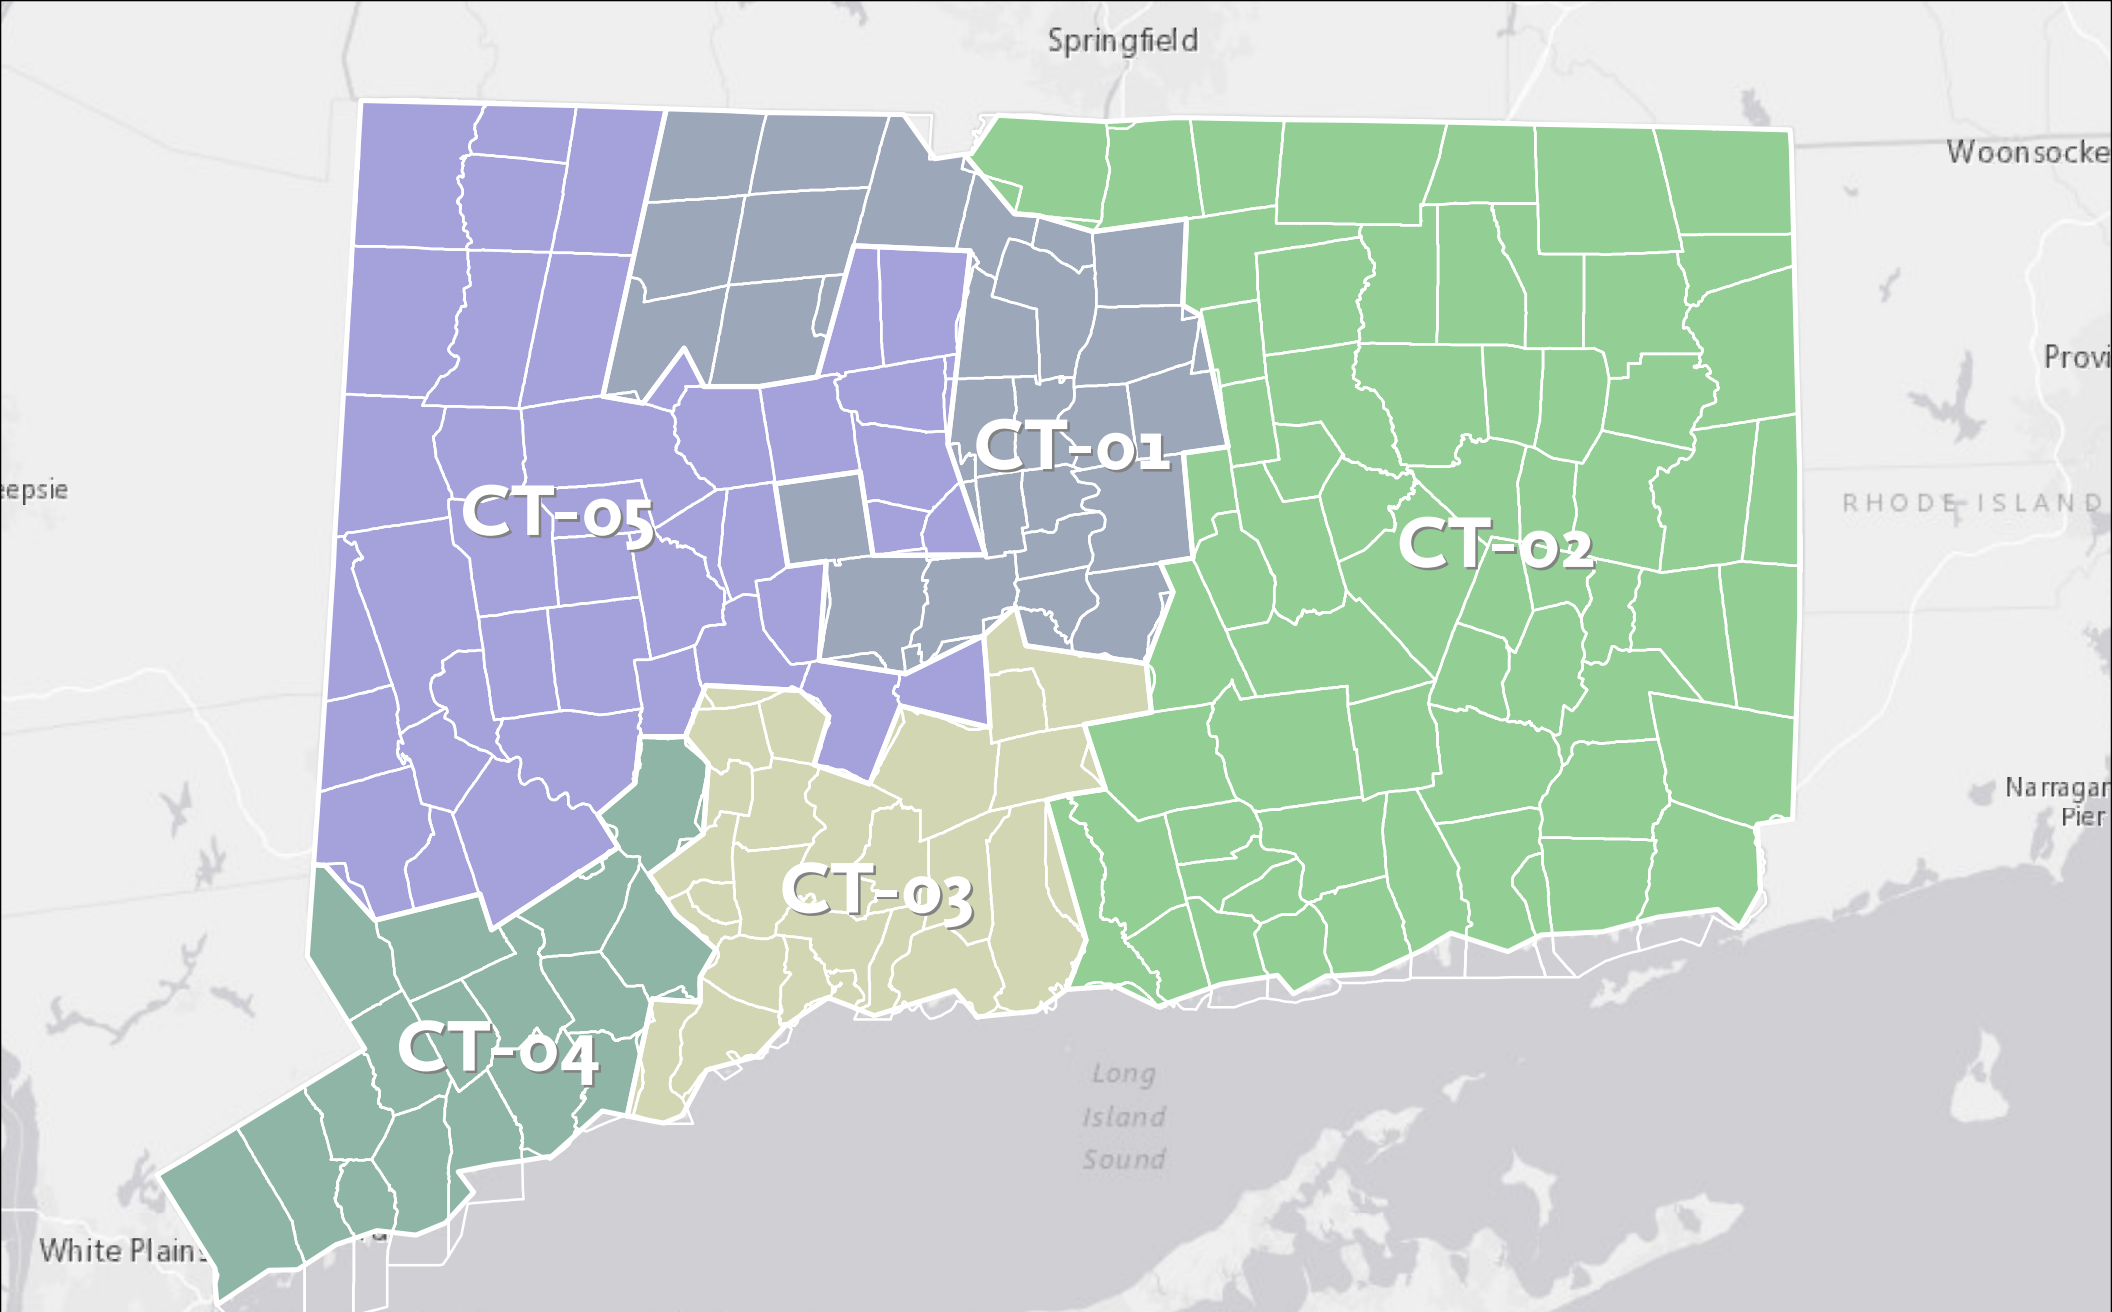 Springfield
Woonsocke
Provi
CT-01
eepsie
CT-05
RHODE ISLAND
CT-02
Narragan
Pier
CT-03
CT-04
Long
Island
Sound
White Plains